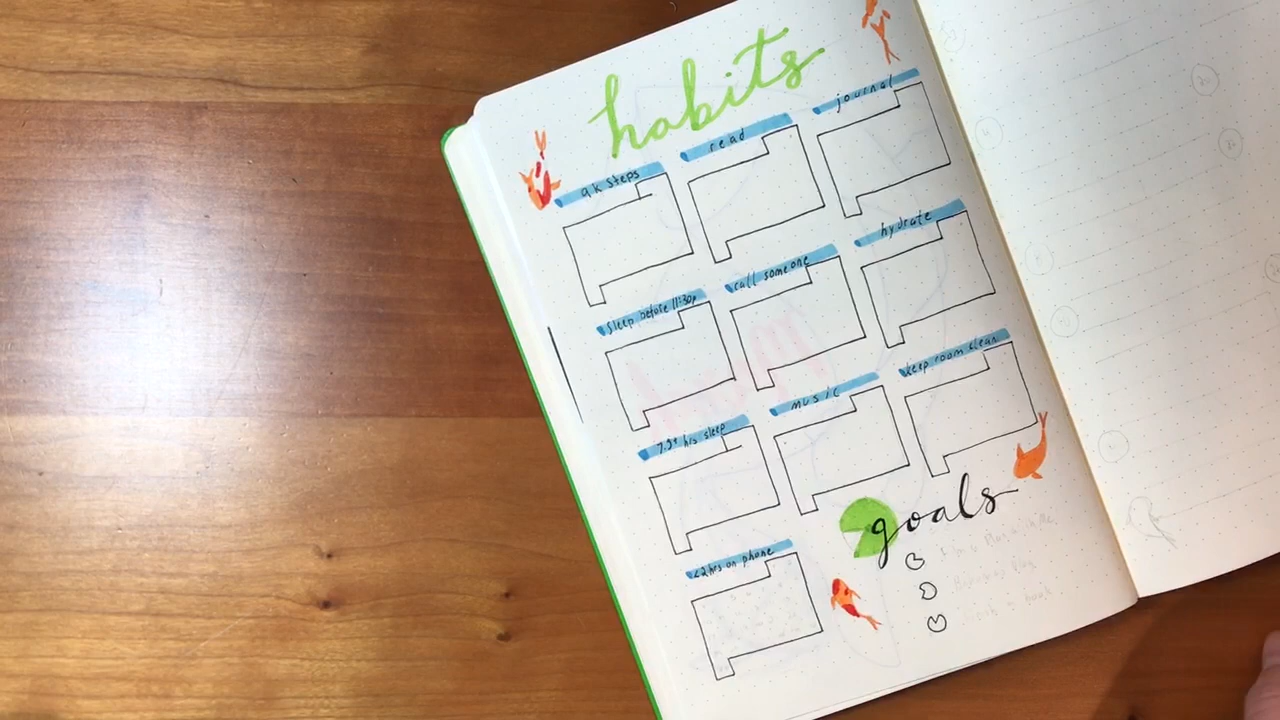 habits
9k steps
read
journal
sleep before 11:30p
call someone
hydrate
7.5+ hrs sleep
music
keep room clean
<2hrs on phone
goals